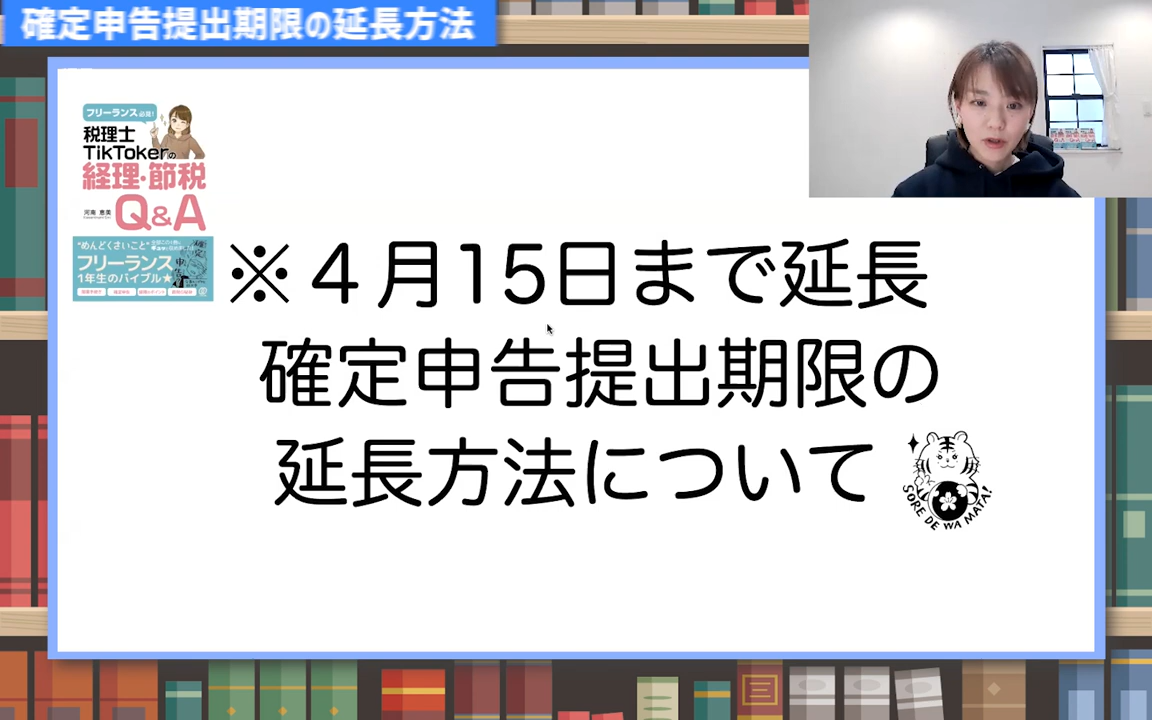 確定申告提出期限の延長方法
フリーランス必見!
税理士
TikTokerの
経理・節税
河南 恵美
Q&A
"めんどくさいこと"
フリーランス
1年生のバイブル★
※4月15日まで延長
確定申告提出期限の
延長方法について
SORE DE WA MATA!